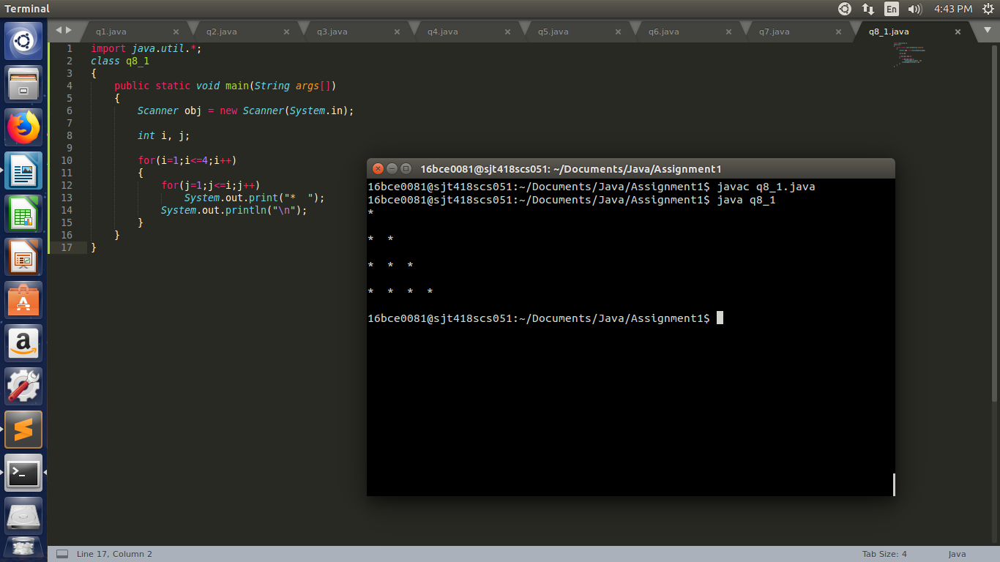 Terminal
En
4:43 PM
q1.java × q2.java × q3.java × q4.java × q5.java × q6.java × q7.java × q8_1.java ×
1 import java.util.*;
2 class q8_1
3 {
4     public static void main(String args[])
5     {
6         Scanner obj = new Scanner(System.in);
7
8         int i, j;
9
10         for(i=1;i<=4;i++)
11         {
12             for(j=1;j<=i;j++)
13                 System.out.print("*  ");
14             System.out.println("\n");
15         }
16     }
17 }
16bce0081@sjt418scs051: ~/Documents/Java/Assignment1
16bce0081@sjt418scs051:~/Documents/Java/Assignment1$ javac q8_1.java
16bce0081@sjt418scs051:~/Documents/Java/Assignment1$ java q8_1
*
*  *
*  *  *
*  *  *  *
16bce0081@sjt418scs051:~/Documents/Java/Assignment1$
A
a
>_
Line 17, Column 2
Tab Size: 4
Java